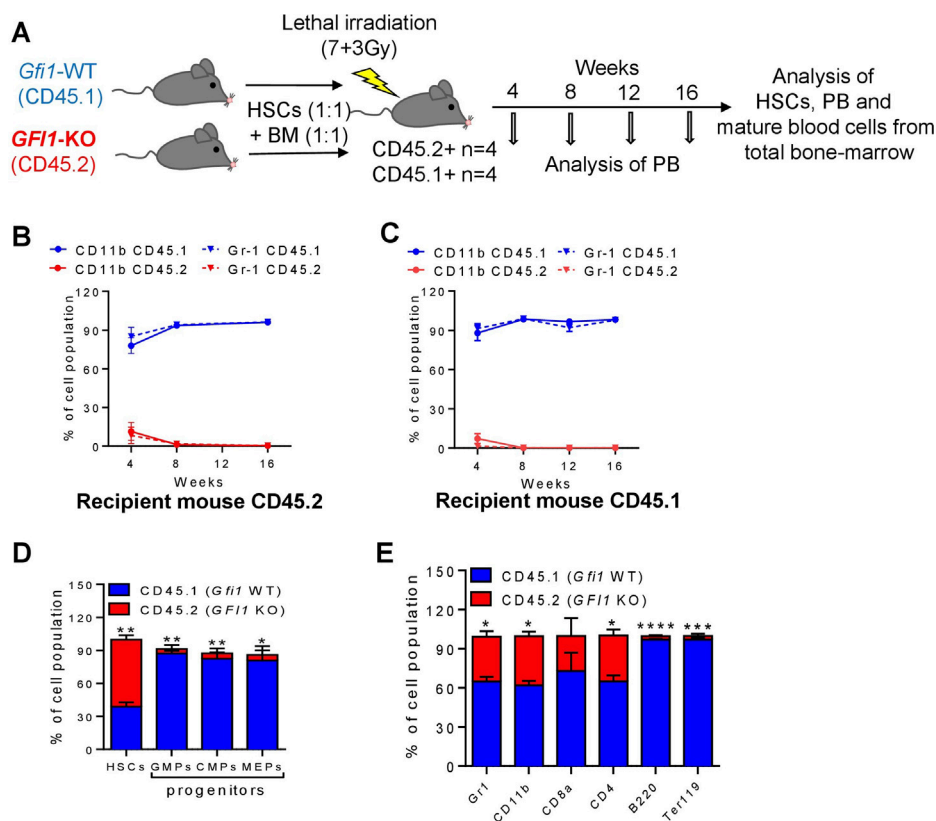 A
Gfi1-WT
(CD45.1)
GFI1-KO
(CD45.2)
Lethal irradiation
(7+3Gy)
HSCs (1:1)
+ BM (1:1)
CD45.2+ n=4
CD45.1+ n=4
Weeks
4 8 12 16
Analysis of PB
Analysis of
HSCs, PB and
mature blood cells from
total bone-marrow
B
CD11b CD45.1 Gr-1 CD45.1
CD11b CD45.2 Gr-1 CD45.2
% of cell population
120
90
60
30
0
4 8 12 16
Weeks
Recipient mouse CD45.2
C
CD11b CD45.1 Gr-1 CD45.1
CD11b CD45.2 Gr-1 CD45.2
% of cell population
120
90
60
30
0
4 8 12 16
Weeks
Recipient mouse CD45.1
D
CD45.1 (Gfi1 WT)
CD45.2 (GFI1 KO)
% of cell population
150
120
90
60
30
0
** ** ** *
HSCs GMPs CMPs MEPs
progenitors
E
CD45.1 (Gfi1 WT)
CD45.2 (GFI1 KO)
% of cell population
150
120
90
60
30
0
* * * **** ***
Gr1 CD11b CD8a CD4 B220 Ter119